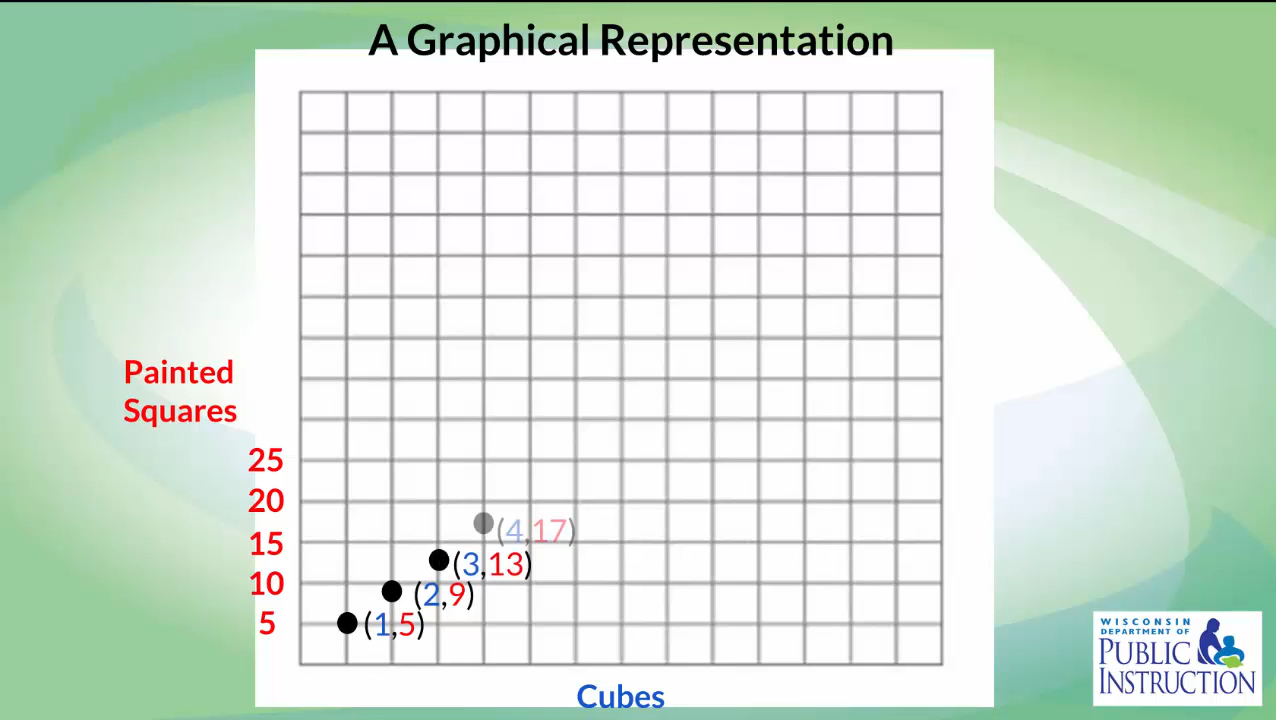 A Graphical Representation
Painted
Squares
25
20
15
10
5
(4,17)
(3,13)
(2,9)
(1,5)
Cubes
WISCONSIN
DEPARTMENT OF
PUBLIC
INSTRUCTION